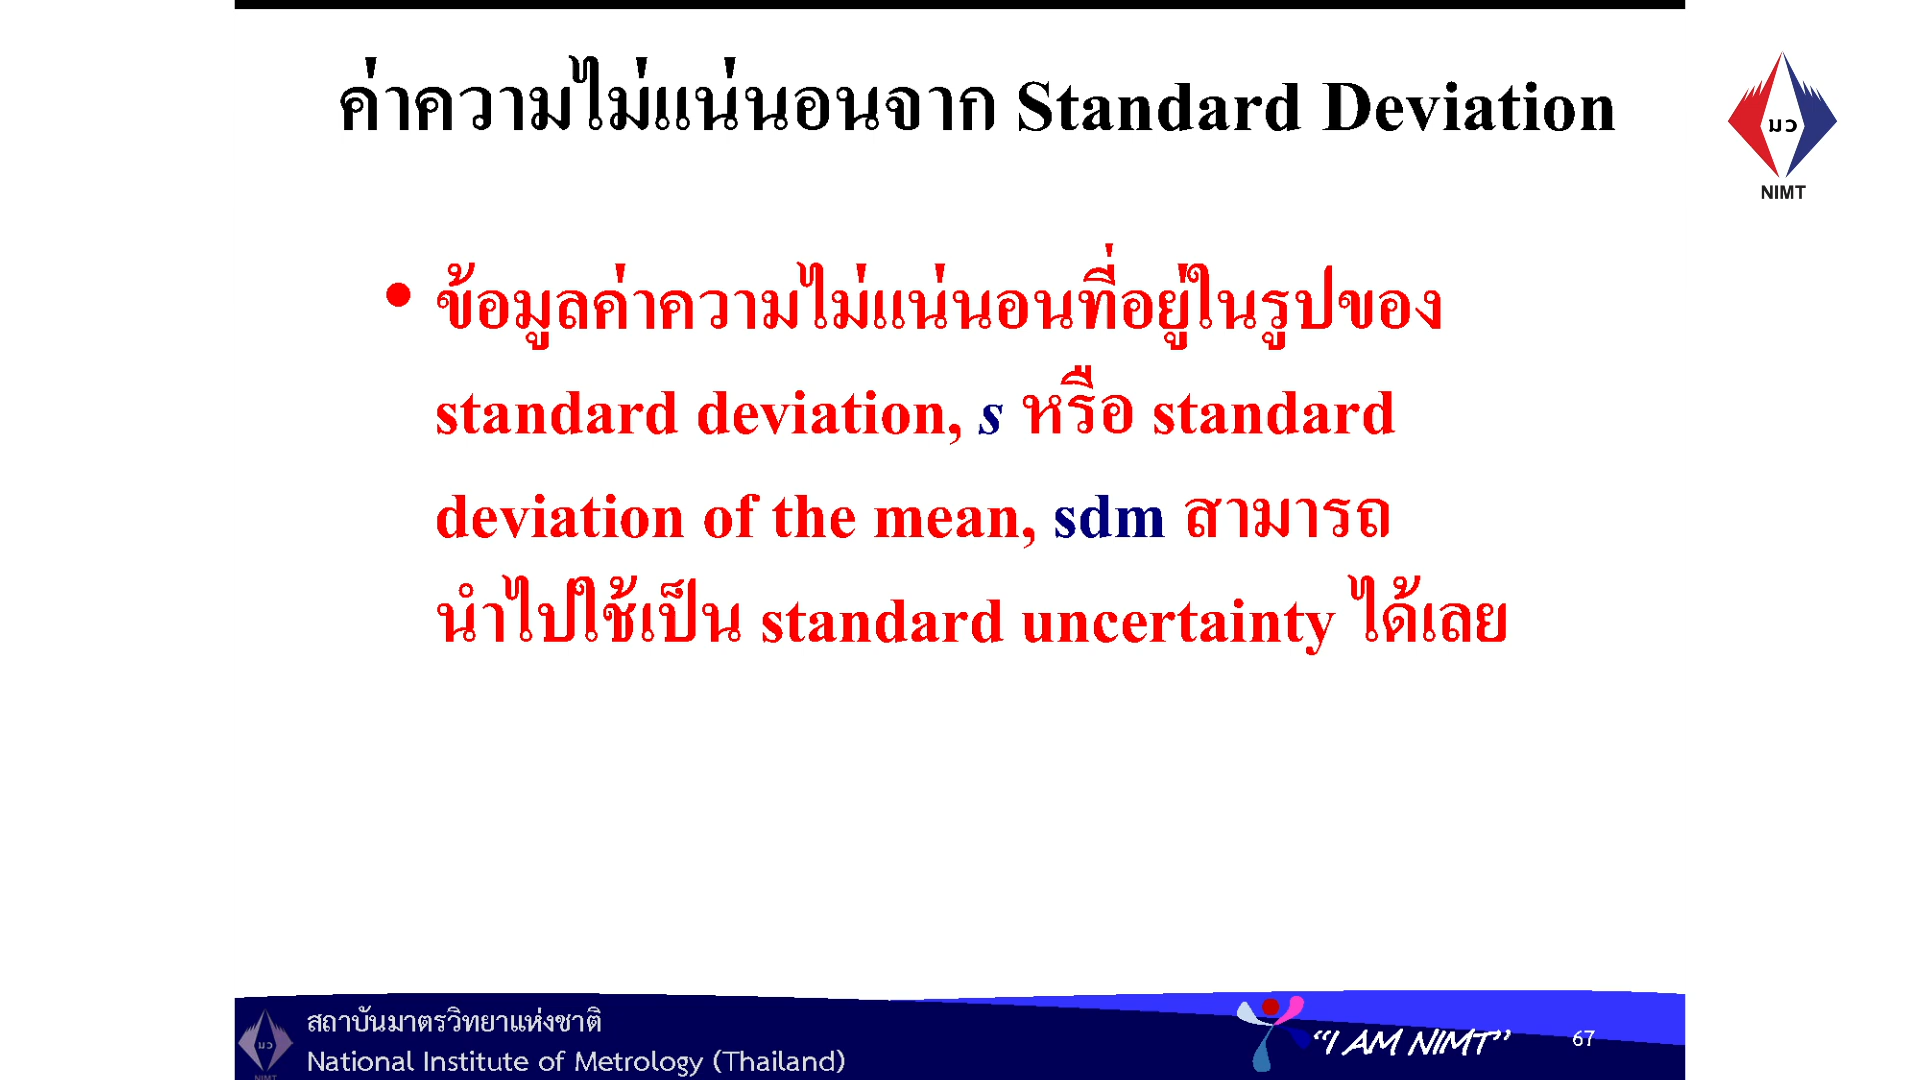 ค่าความไม่แน่นอนจาก Standard Deviation
มว
NIMT
• ข้อมูลค่าความไม่แน่นอนที่อยู่ในรูปของ
standard deviation, s หรือ standard
deviation of the mean, sdm สามารถ
นำไปใช้เป็น standard uncertainty ได้เลย
มว
NIMT
สถาบันมาตรวิทยาแห่งชาติ
National Institute of Metrology (Thailand)
“I AM NIMT”
67